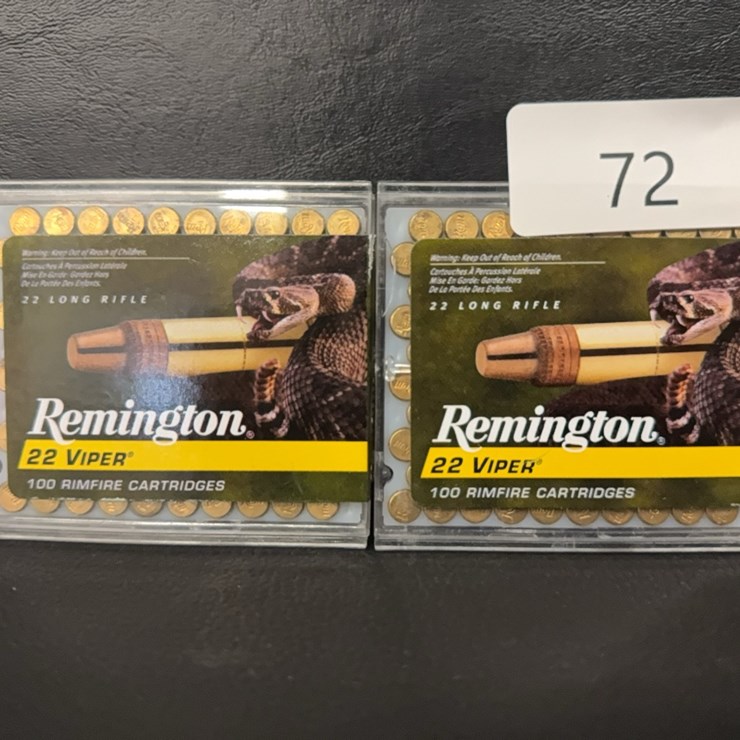 72
Warning: Keep Out of Reach of Children.
Cartouches À Percussion Latérale
Mise En Garde: Gardez Hors
De La Portée Des Enfants.
22 LONG RIFLE
Remington®
22 VIPER®
100 RIMFIRE CARTRIDGES
Warning: Keep Out of Reach of Children.
Cartouches À Percussion Latérale
Mise En Garde: Gardez Hors
De La Portée Des Enfants.
22 LONG RIFLE
Remington®
22 VIPER®
100 RIMFIRE CARTRIDGES